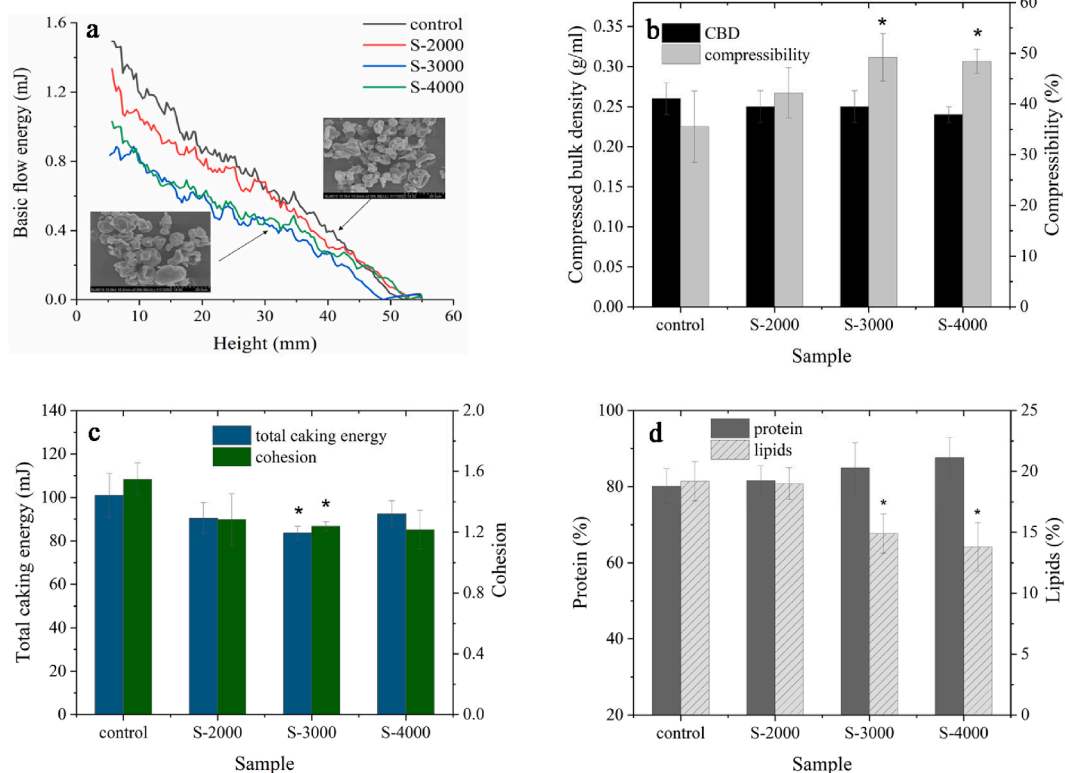 a
control
S-2000
S-3000
S-4000
1.6
1.2
0.8
0.4
0.0
0 10 20 30 40 50 60
Basic flow energy (mJ)
Height (mm)
b
CBD
compressibility
0.35
0.30
0.25
0.20
0.15
0.10
0.05
0.00
60
50
40
30
20
10
0
* *
control S-2000 S-3000 S-4000
Compressed bulk density (g/ml)
Compressibility (%)
Sample
c
total caking energy
cohesion
140
120
100
80
60
40
20
0
2.0
1.6
1.2
0.8
0.4
0.0
* *
control S-2000 S-3000 S-4000
Total caking energy (mJ)
Cohesion
Sample
d
protein
lipids
100
80
60
40
20
25
20
15
10
5
0
* *
control S-2000 S-3000 S-4000
Protein (%)
Lipids (%)
Sample